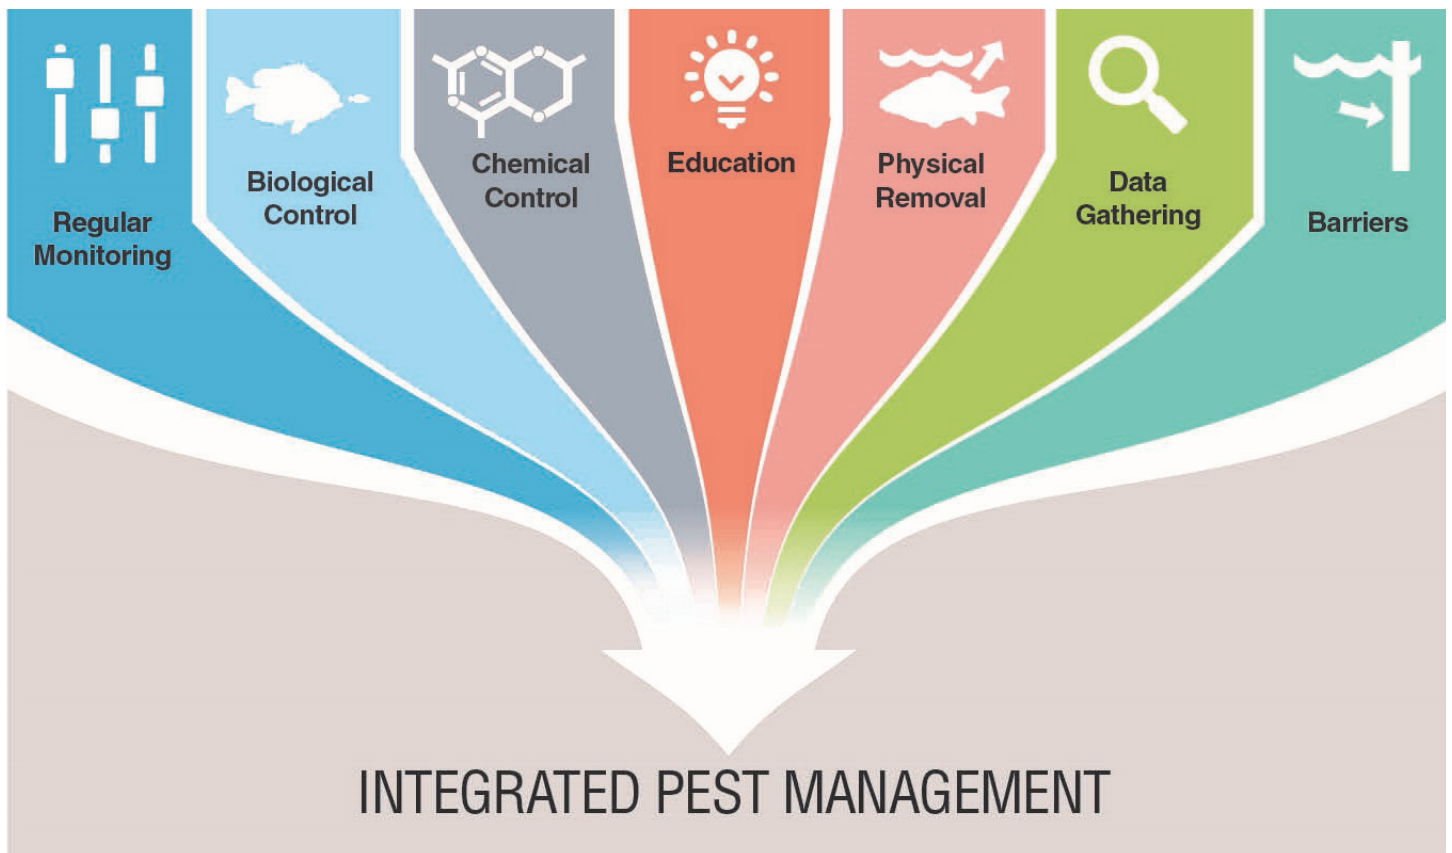 Regular
Monitoring
Biological
Control
Chemical
Control
Education
Physical
Removal
Data
Gathering
Barriers
INTEGRATED PEST MANAGEMENT